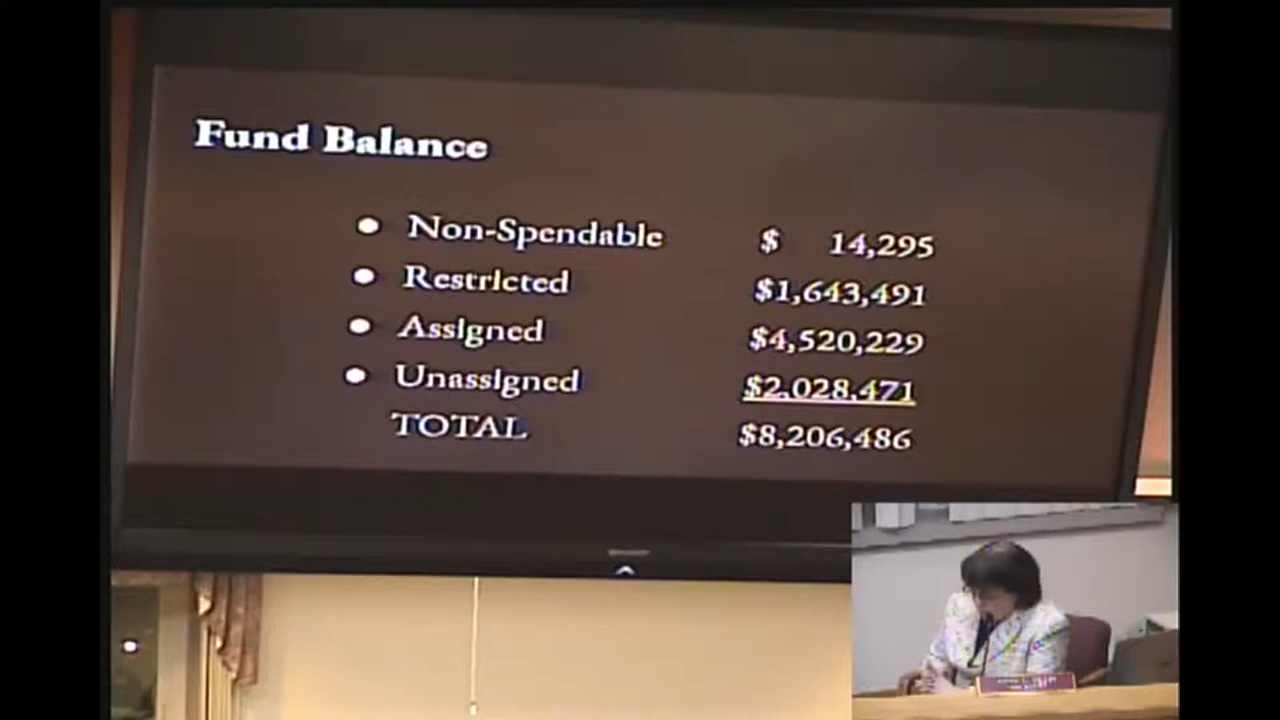 Fund Balance
● Non-Spendable $ 14,295
● Restricted $1,643,491
● Assigned $4,520,229
● Unassigned $2,028,471
TOTAL $8,206,486